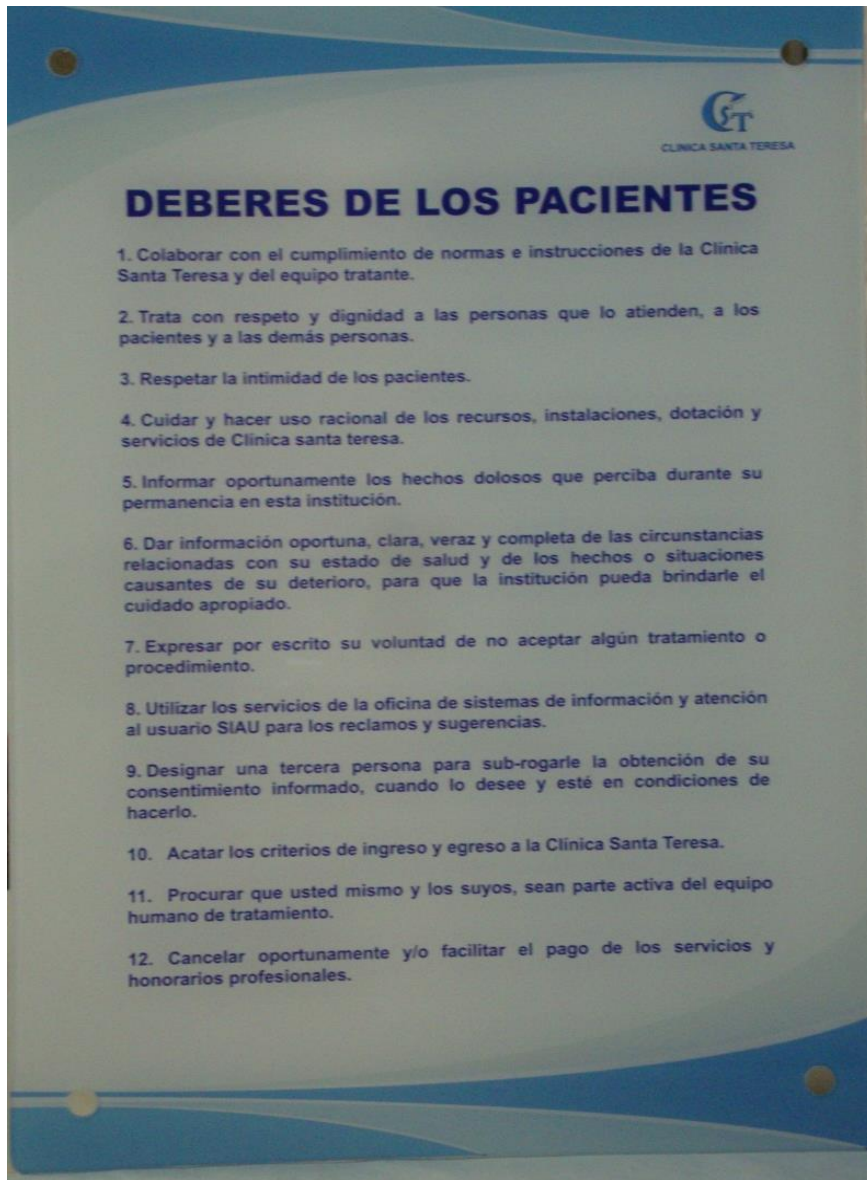 CST
CLINICA SANTA TERESA
DEBERES DE LOS PACIENTES
1. Colaborar con el cumplimiento de normas e instrucciones de la Clínica
Santa Teresa y del equipo tratante.
2. Trata con respeto y dignidad a las personas que lo atienden, a los
pacientes y a las demás personas.
3. Respetar la intimidad de los pacientes.
4. Cuidar y hacer uso racional de los recursos, instalaciones, dotación y
servicios de Clínica santa teresa.
5. Informar oportunamente los hechos dolosos que perciba durante su
permanencia en esta institución.
6. Dar información oportuna, clara, veraz y completa de las circunstancias
relacionadas con su estado de salud y de los hechos o situaciones
causantes de su deterioro, para que la institución pueda brindarle el
cuidado apropiado.
7. Expresar por escrito su voluntad de no aceptar algún tratamiento o
procedimiento.
8. Utilizar los servicios de la oficina de sistemas de información y atención
al usuario SIAU para los reclamos y sugerencias.
9. Designar una tercera persona para sub-rogarle la obtención de su
consentimiento informado, cuando lo desee y esté en condiciones de
hacerlo.
10. Acatar los criterios de ingreso y egreso a la Clínica Santa Teresa.
11. Procurar que usted mismo y los suyos, sean parte activa del equipo
humano de tratamiento.
12. Cancelar oportunamente y/o facilitar el pago de los servicios y
honorarios profesionales.